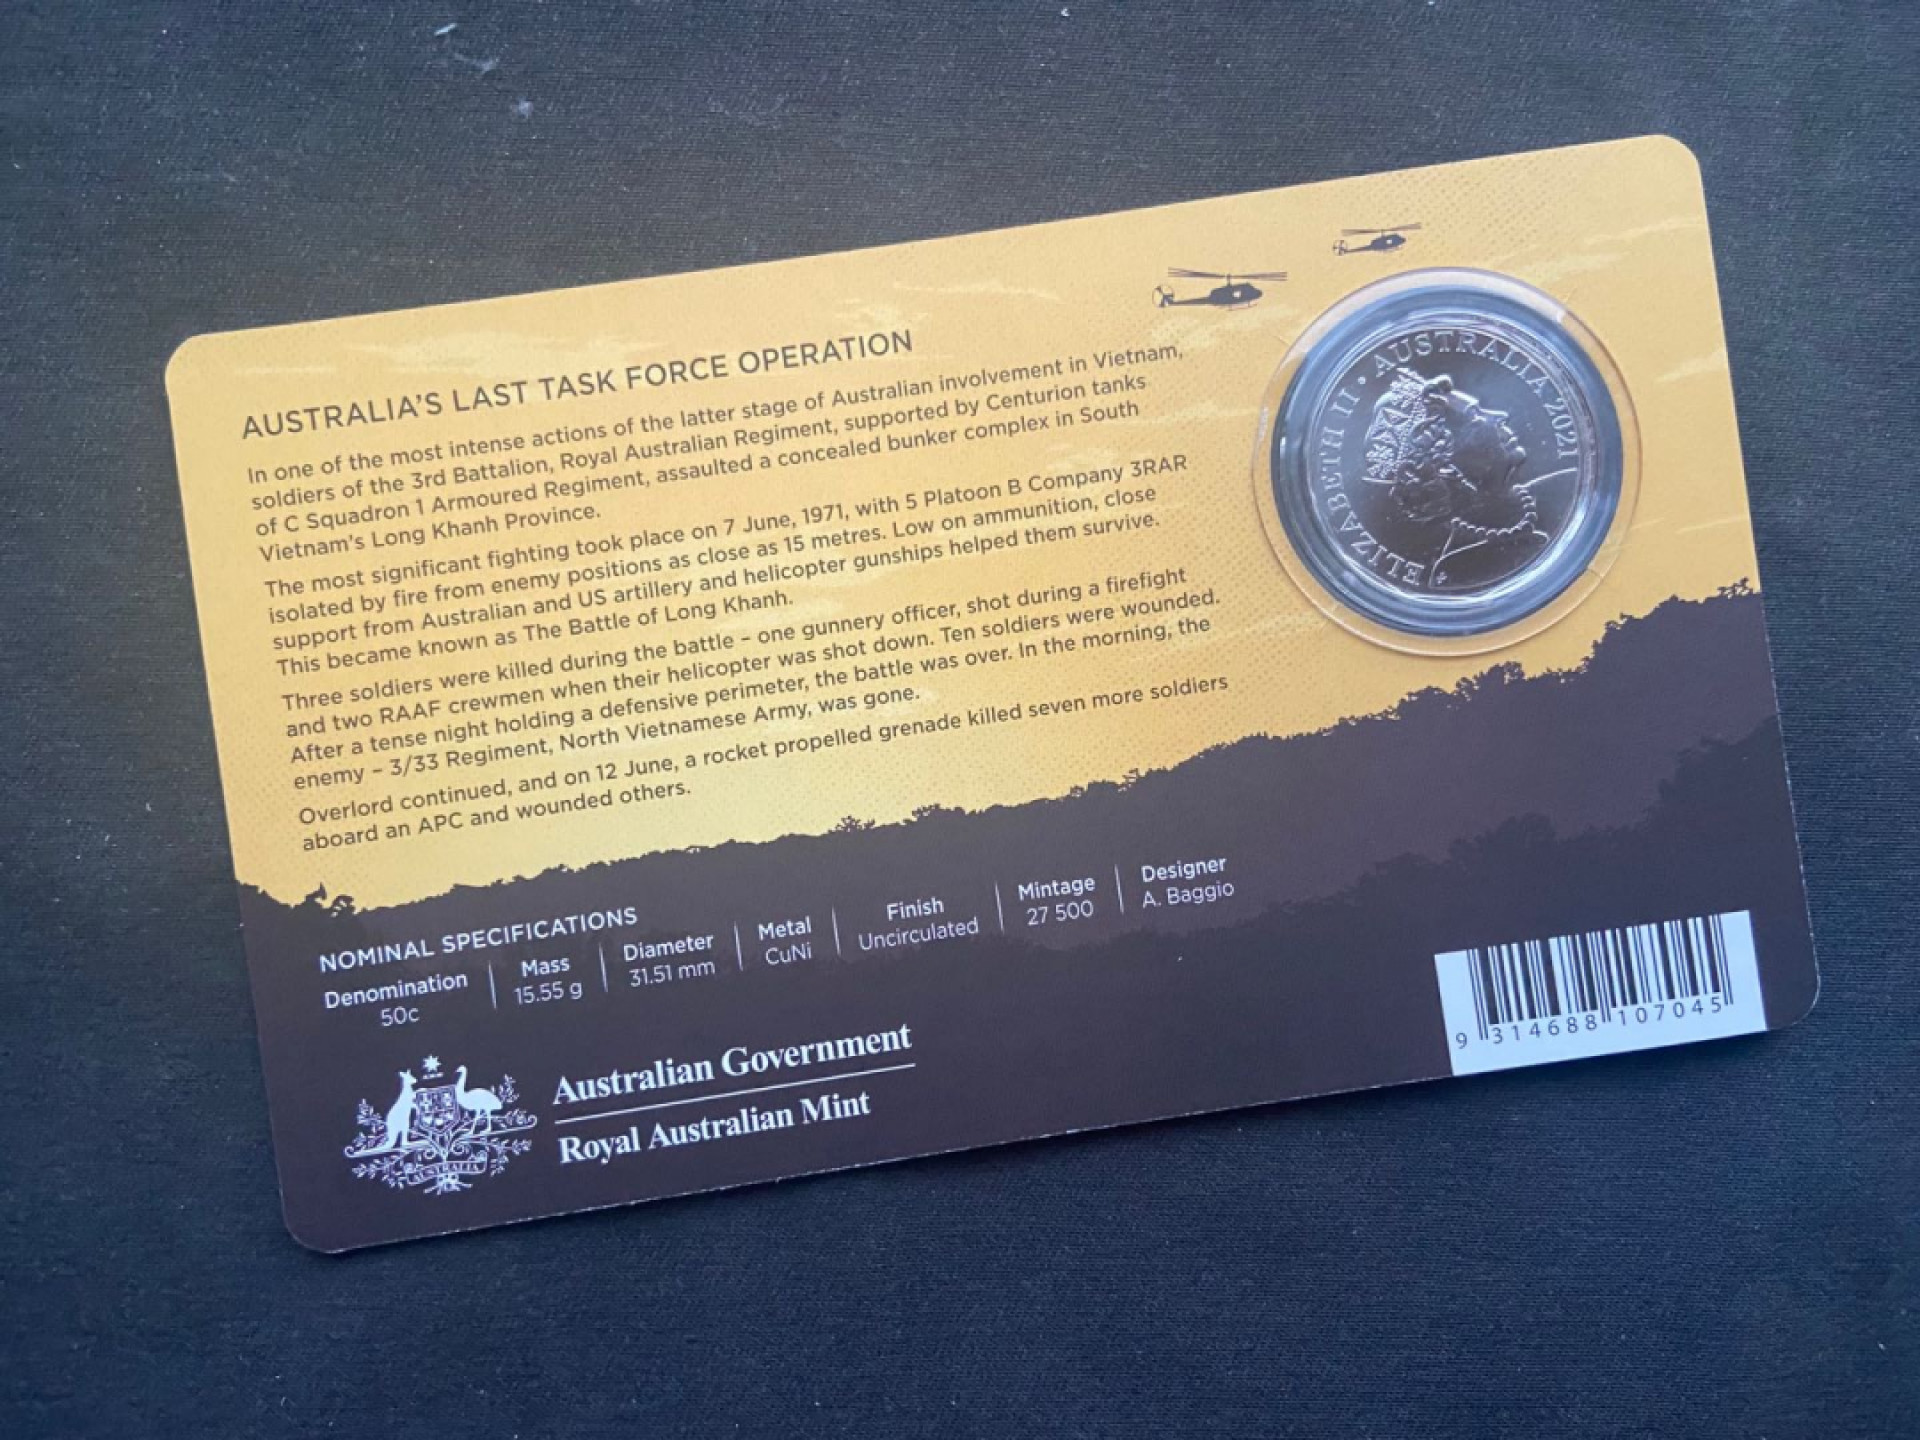 AUSTRALIA'S LAST TASK FORCE OPERATION
In one of the most intense actions of the latter stage of Australian involvement in Vietnam,
soldiers of the 3rd Battalion, Royal Australian Regiment, supported by Centurion tanks
of C Squadron 1 Armoured Regiment, assaulted a concealed bunker complex in South
Vietnam's Long Khanh Province.
The most significant fighting took place on 7 June, 1971, with 5 Platoon B Company 3RAR
isolated by fire from enemy positions as close as 15 metres. Low on ammunition, close
support from Australian and US artillery and helicopter gunships helped them survive.
This became known as The Battle of Long Khanh.
Three soldiers were killed during the battle – one gunnery officer, shot during a firefight
and two RAAF crewmen when their helicopter was shot down. Ten soldiers were wounded.
After a tense night holding a defensive perimeter, the battle was over. In the morning, the
enemy – 3/33 Regiment, North Vietnamese Army, was gone.
Overlord continued, and on 12 June, a rocket propelled grenade killed seven more soldiers
aboard an APC and wounded others.
ELIZABETH II • AUSTRALIA 2021
NOMINAL SPECIFICATIONS
Denomination Mass Diameter Metal Finish Mintage Designer
50c 15.55 g 31.51 mm CuNi Uncirculated 27 500 A. Baggio
AUSTRALIA
Australian Government
Royal Australian Mint
9 314688 107045